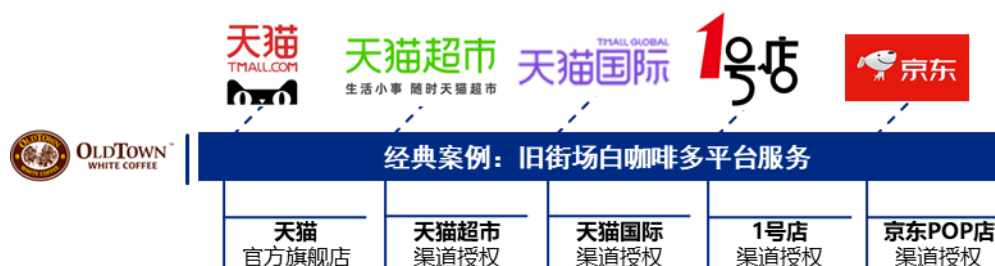 天猫
TMALL.COM
天猫超市
生活小事 随时天猫超市
TMALL GLOBAL
天猫国际
1号店
京东
OLDTOWN
WHITE COFFEE
OLDTOWN
WHITE COFFEE
经典案例：旧街场白咖啡多平台服务
天猫
官方旗舰店
天猫超市
渠道授权
天猫国际
渠道授权
1号店
渠道授权
京东POP店
渠道授权